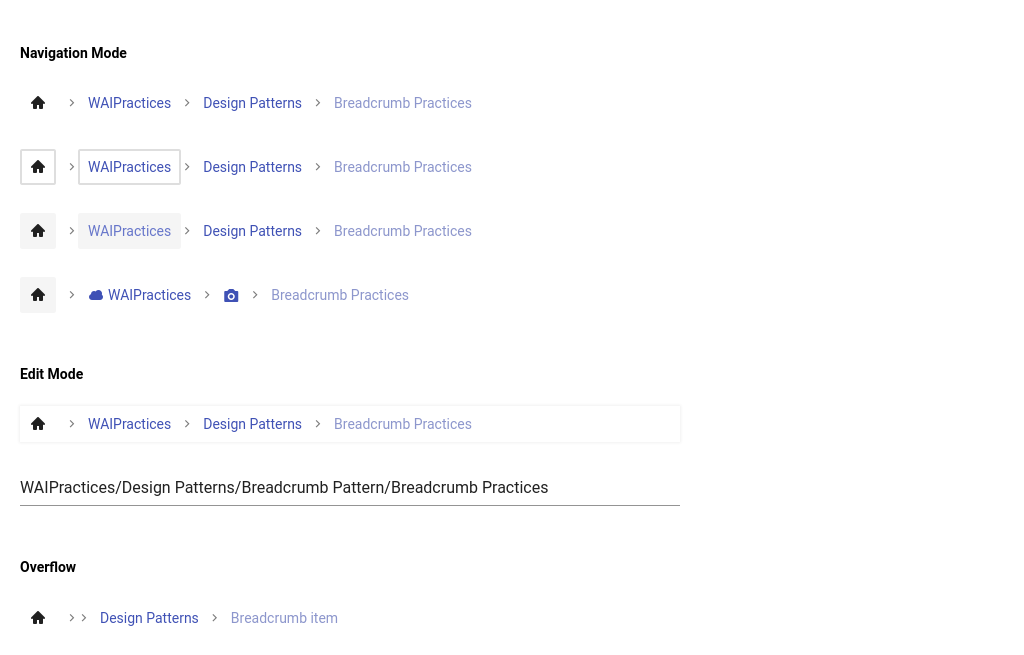 Navigation Mode
WAIPractices Design Patterns Breadcrumb Practices
WAIPractices Design Patterns Breadcrumb Practices
WAIPractices Design Patterns Breadcrumb Practices
WAIPractices Breadcrumb Practices
Edit Mode
WAIPractices Design Patterns Breadcrumb Practices
WAIPractices/Design Patterns/Breadcrumb Pattern/Breadcrumb Practices
Overflow
Design Patterns Breadcrumb item